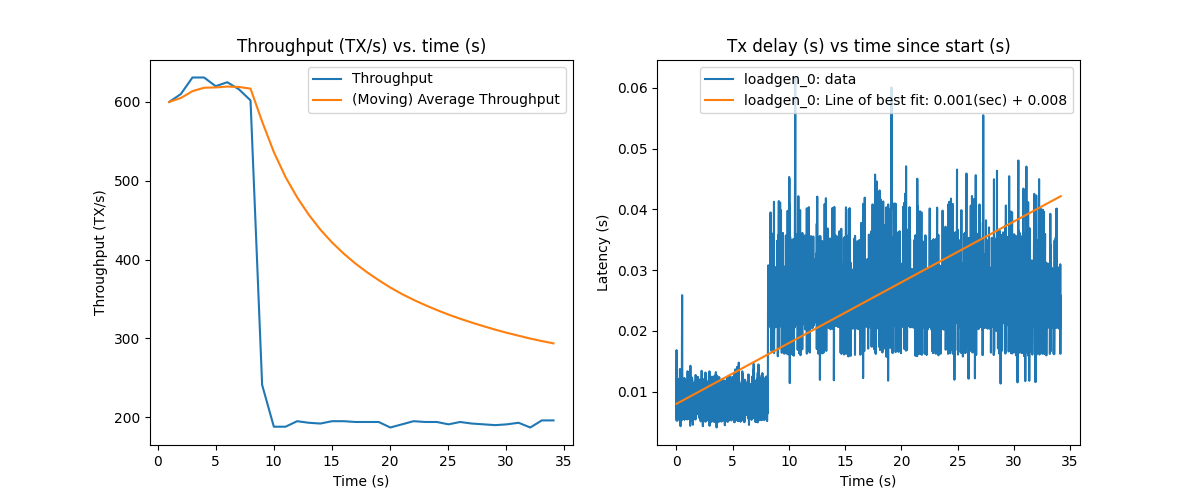 Throughput (TX/s) vs. time (s)
Throughput
(Moving) Average Throughput
Throughput (TX/s)
600
500
400
300
200
0 5 10 15 20 25 30 35
Time (s)
Tx delay (s) vs time since start (s)
loadgen_0: data
loadgen_0: Line of best fit: 0.001(sec) + 0.008
Latency (s)
0.06
0.05
0.04
0.03
0.02
0.01
0 5 10 15 20 25 30 35
Time (s)